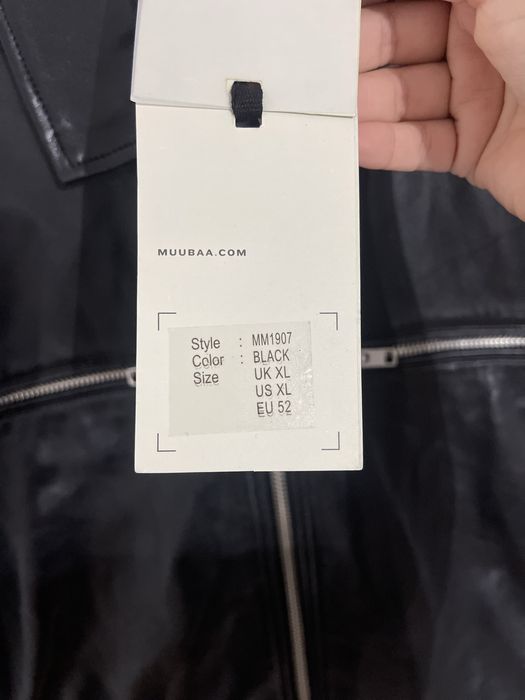 MUUBAA.COM
Style : MM1907
Color : BLACK
Size UK XL
US XL
EU 52